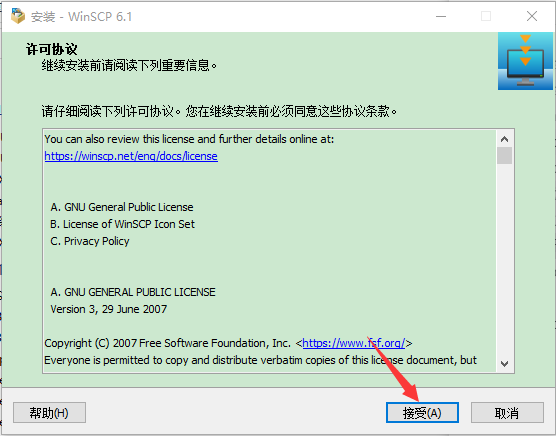 安装 - WinSCP 6.1
许可协议
继续安装前请阅读下列重要信息。
请仔细阅读下列许可协议。您在继续安装前必须同意这些协议条款。
You can also review this license and further details online at:
https://winscp.net/eng/docs/license
A. GNU General Public License
B. License of WinSCP Icon Set
C. Privacy Policy
A. GNU GENERAL PUBLIC LICENSE
Version 3, 29 June 2007
Copyright (C) 2007 Free Software Foundation, Inc. <https://www.fsf.org/>
Everyone is permitted to copy and distribute verbatim copies of this license document, but
帮助(H) 接受(A) 取消